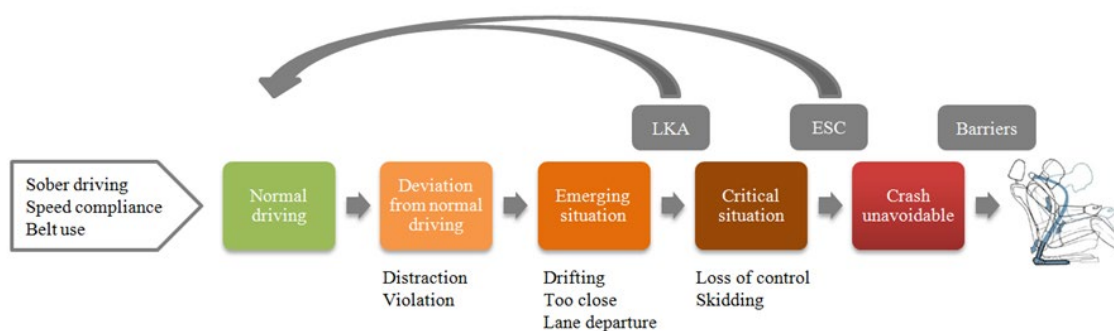 LKA
ESC
Barriers
Sober driving
Speed compliance
Belt use
Normal
driving
Deviation
from normal
driving
Emerging
situation
Critical
situation
Crash
unavoidable
Distraction
Violation
Drifting
Too close
Lane departure
Loss of control
Skidding